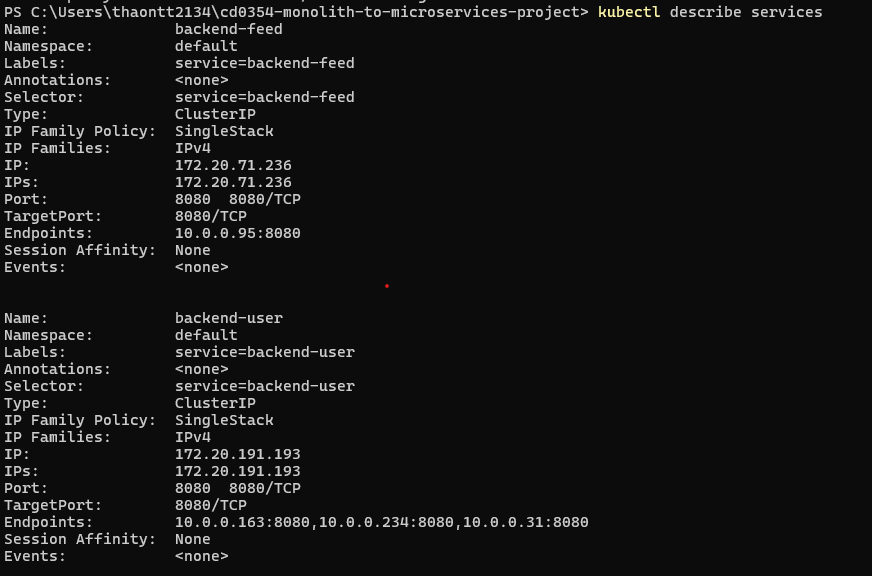 PS C:\Users\thaontt2134\cd0354-monolith-to-microservices-project> kubectl describe services
Name:              backend-feed
Namespace:         default
Labels:            service=backend-feed
Annotations:       <none>
Selector:          service=backend-feed
Type:              ClusterIP
IP Family Policy:  SingleStack
IP Families:       IPv4
IP:                172.20.71.236
IPs:               172.20.71.236
Port:              8080  8080/TCP
TargetPort:        8080/TCP
Endpoints:         10.0.0.95:8080
Session Affinity:  None
Events:            <none>
Name:              backend-user
Namespace:         default
Labels:            service=backend-user
Annotations:       <none>
Selector:          service=backend-user
Type:              ClusterIP
IP Family Policy:  SingleStack
IP Families:       IPv4
IP:                172.20.191.193
IPs:               172.20.191.193
Port:              8080  8080/TCP
TargetPort:        8080/TCP
Endpoints:         10.0.0.163:8080,10.0.0.234:8080,10.0.0.31:8080
Session Affinity:  None
Events:            <none>